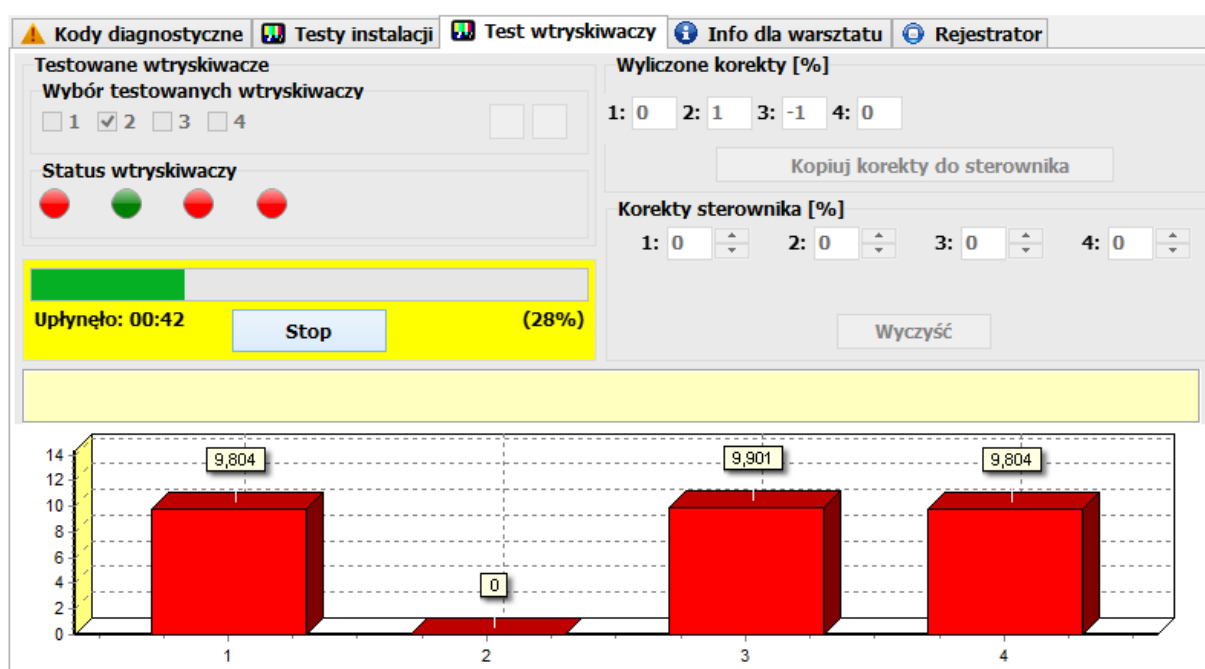 Kody diagnostyczne Testy instalacji Test wtryskiwaczy Info dla warsztatu Rejestrator
Testowane wtryskiwacze
Wybór testowanych wtryskiwaczy
1 2 3 4
Status wtryskiwaczy
Upłynęło: 00:42 Stop (28%)
Wyliczone korekty [%]
1: 0 2: 1 3: -1 4: 0
Kopiuj korekty do sterownika
Korekty sterownika [%]
1: 0 2: 0 3: 0 4: 0
Wyczyść
14
12
10
8
6
4
2
0
9,804 0 9,901 9,804
1 2 3 4